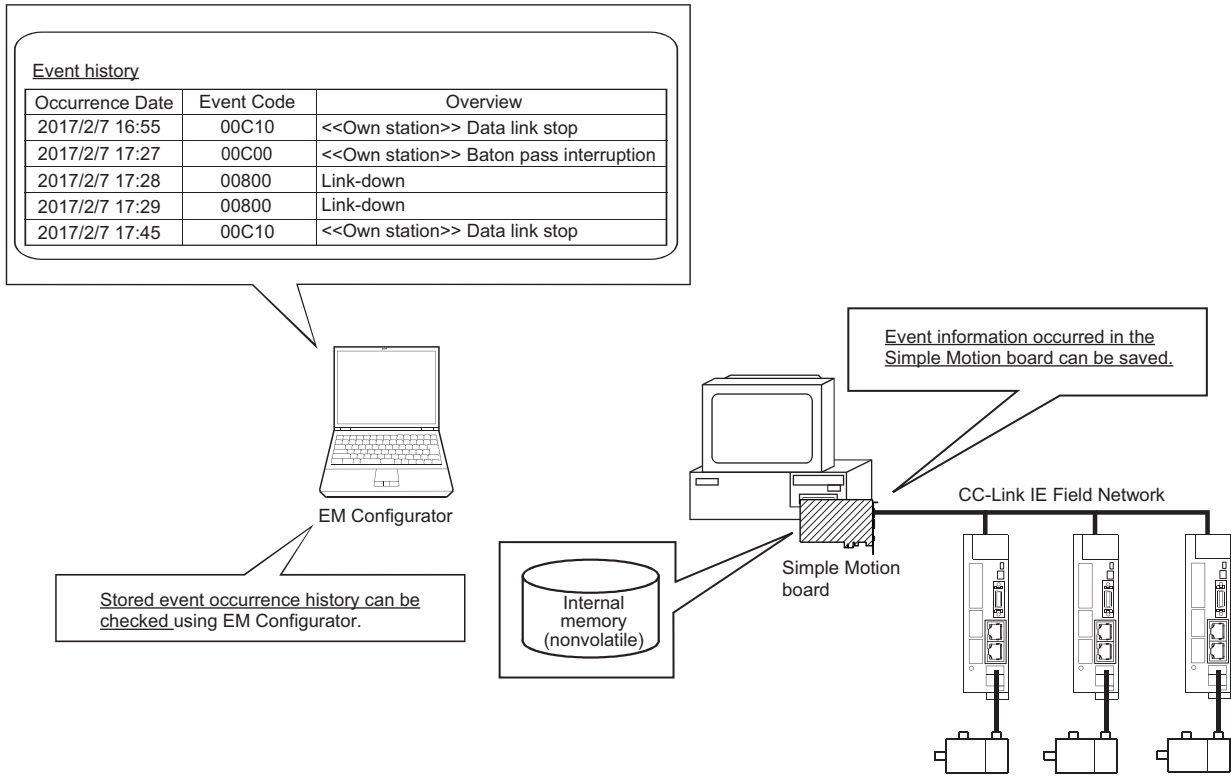 Event history
Occurrence Date Event Code Overview
2017/2/7 16:55 00C10 <<Own station>> Data link stop
2017/2/7 17:27 00C00 <<Own station>> Baton pass interruption
2017/2/7 17:28 00800 Link-down
2017/2/7 17:29 00800 Link-down
2017/2/7 17:45 00C10 <<Own station>> Data link stop
Event information occurred in the
Simple Motion board can be saved.
EM Configurator
CC-Link IE Field Network
Simple Motion
board
Stored event occurrence history can be
checked using EM Configurator.
Internal
memory
(nonvolatile)